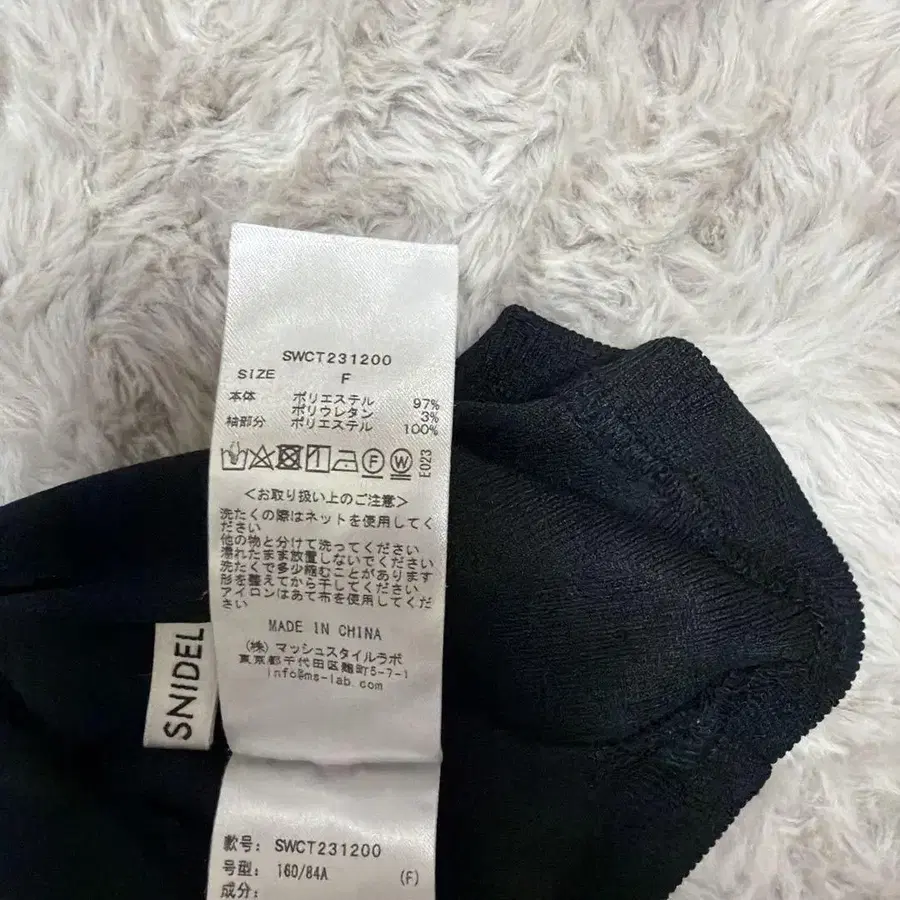 SWCT231200
SIZE F
本体 ポリエステル 97%
ポリウレタン 3%
袖部分 ポリエステル 100%
F W E023
<お取り扱い上のご注意>
洗たくの際はネットを使用してく
ださい
他の物と分けて洗ってください
濡れたまま放置しないでください
洗たくで多少縮むことがあります
形を整えてから干してください
アイロンはあて布を使用してくだ
さい
MADE IN CHINA
(株) マッシュスタイルラボ
東京都千代田区麹町5-7-1
info@ms-lab.com
SNIDEL
款号: SWCT231200
号型: 160/84A (F)
成分: